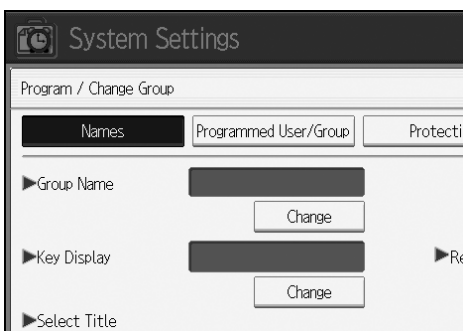 System Settings
Program / Change Group
Names Programmed User/Group Protecti
▶Group Name
Change
▶Key Display ▶Re
Change
▶Select Title